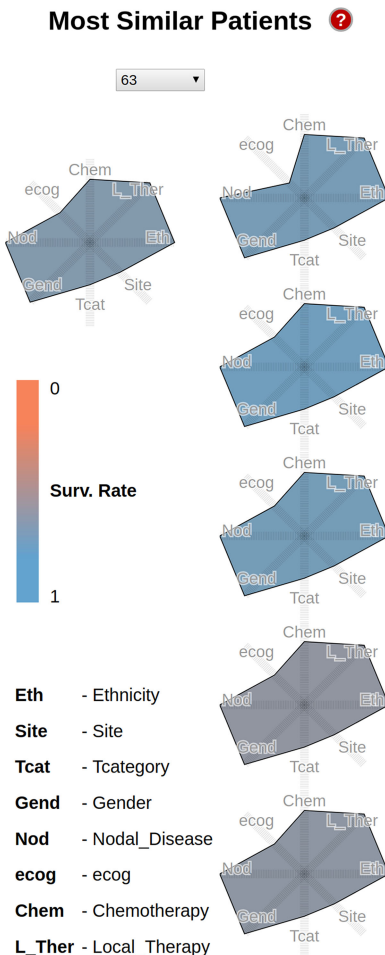 Most Similar Patients ?
63 ▼
Chem
ecog
L_Ther
Nod
Eth
Gend
Site
Tcat
Chem
ecog
L_Ther
Nod
Eth
Gend
Site
Tcat
Chem
ecog
L_Ther
Nod
Eth
Gend
Site
Tcat
Chem
ecog
L_Ther
Nod
Eth
Gend
Site
Tcat
Chem
ecog
L_Ther
Nod
Eth
Gend
Site
Tcat
Chem
ecog
L_Ther
Nod
Eth
Gend
Site
Tcat
0
Surv. Rate
1
Eth - Ethnicity
Site - Site
Tcat - Tcategory
Gend - Gender
Nod - Nodal_Disease
ecog - ecog
Chem - Chemotherapy
L_Ther - Local_Therapy